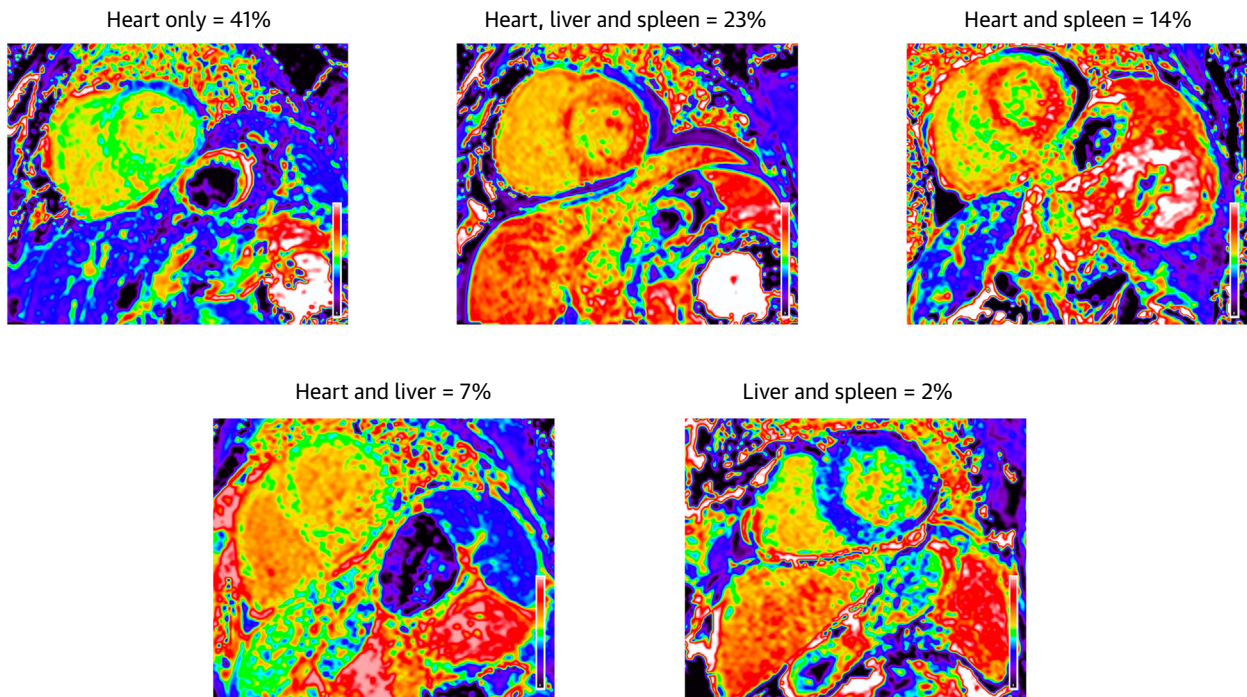 Heart only = 41%
Heart, liver and spleen = 23%
Heart and spleen = 14%
Heart and liver = 7%
Liver and spleen = 2%